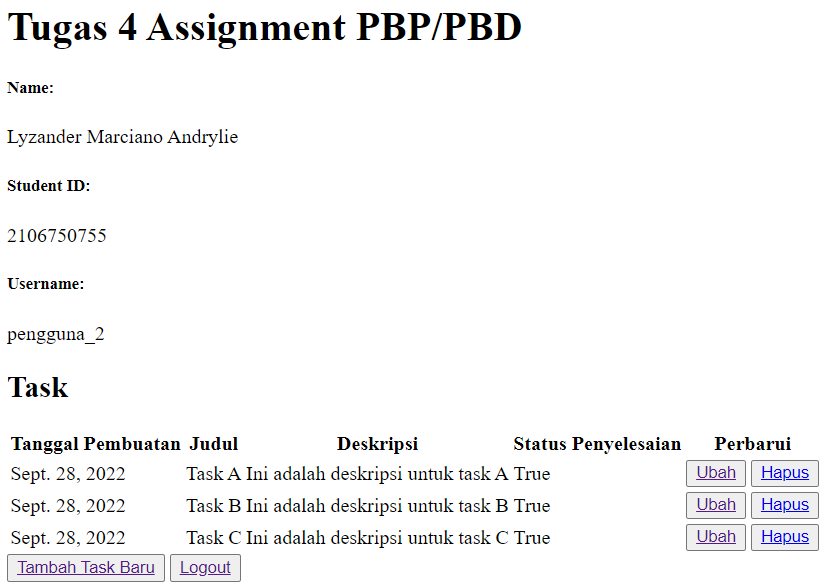 Tugas 4 Assignment PBP/PBD
Name:
Lyzander Marciano Andrylie
Student ID:
2106750755
Username:
pengguna_2
Task
Tanggal Pembuatan Judul Deskripsi Status Penyelesaian Perbarui
Sept. 28, 2022 Task A Ini adalah deskripsi untuk task A True Ubah Hapus
Sept. 28, 2022 Task B Ini adalah deskripsi untuk task B True Ubah Hapus
Sept. 28, 2022 Task C Ini adalah deskripsi untuk task C True Ubah Hapus
Tambah Task Baru Logout